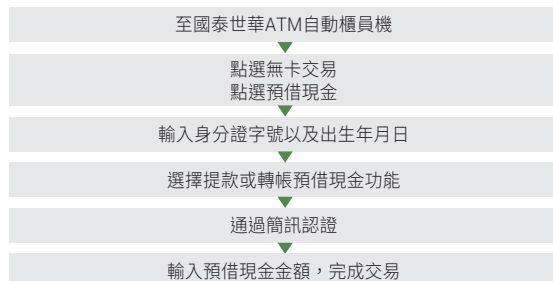 至國泰世華ATM自動櫃員機
點選無卡交易
點選預借現金
輸入身分證字號以及出生年月日
選擇提款或轉帳預借現金功能
通過簡訊認證
輸入預借現金金額，完成交易